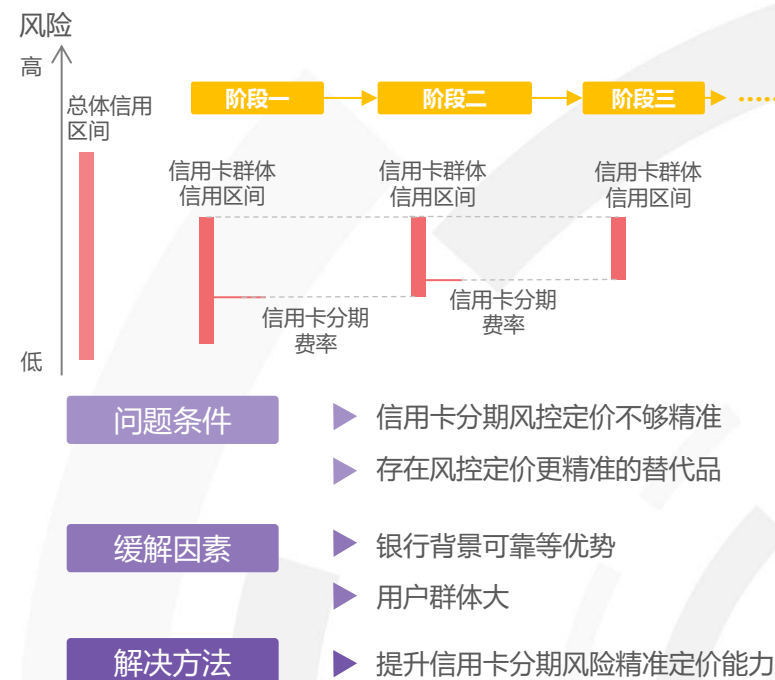 风险
高
总体信用
区间
阶段一
阶段二
阶段三
信用卡群体
信用区间
信用卡群体
信用区间
信用卡群体
信用区间
信用卡分期
费率
信用卡分期
费率
低
问题条件
信用卡分期风控定价不够精准
存在风控定价更精准的替代品
缓解因素
银行背景可靠等优势
用户群体大
解决方法
提升信用卡分期风险精准定价能力